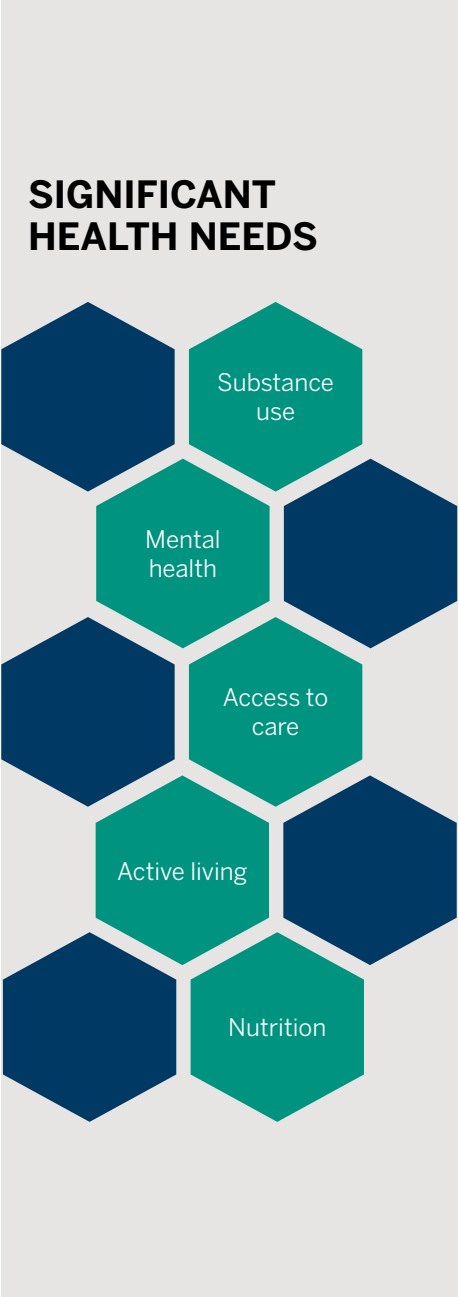 SIGNIFICANT
HEALTH NEEDS
Substance
use
Mental
health
Access to
care
Active living
Nutrition